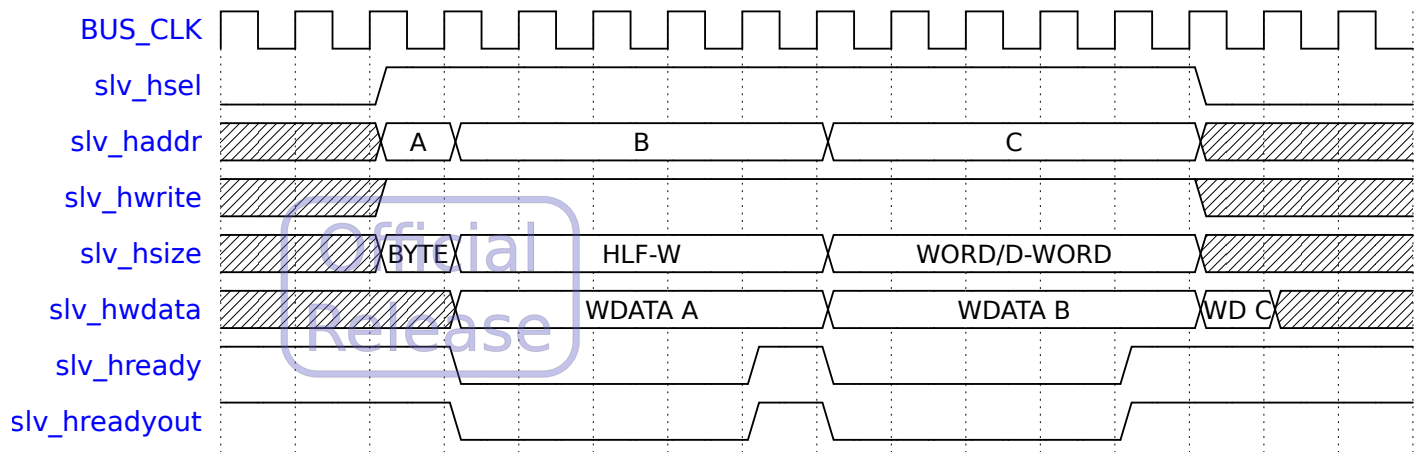 BUS_CLK
slv_hsel
slv_haddr A B C
slv_hwrite
slv_hsize BYTE HLF-W WORD/D-WORD
slv_hwdata WDATA A WDATA B WD C
slv_hready
slv_hreadyout
Official
Release